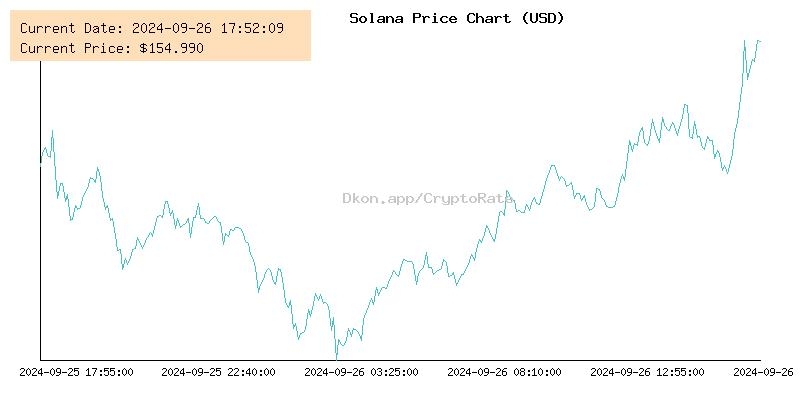 Solana Price Chart (USD)
Current Date: 2024-09-26 17:52:09
Current Price: $154.990
Dkon.app/CryptoRate
2024-09-25 17:55:00 2024-09-25 22:40:00 2024-09-26 03:25:00 2024-09-26 08:10:00 2024-09-26 12:55:00 2024-09-26